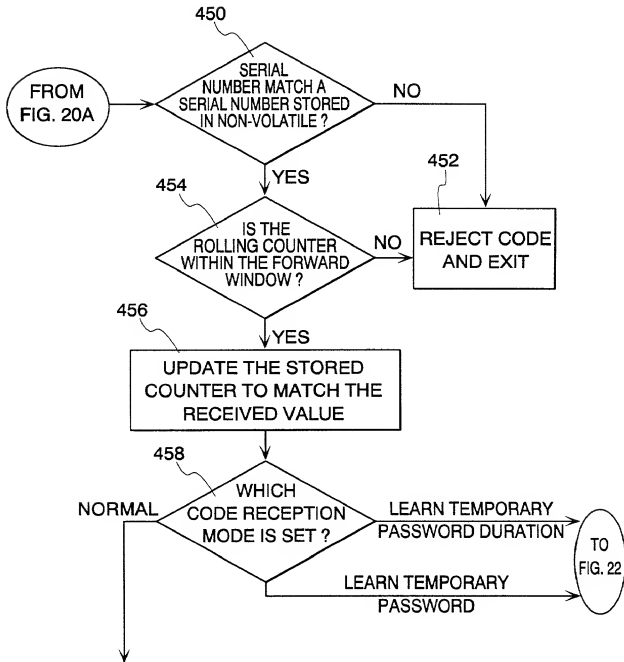 450
SERIAL
NUMBER MATCH A
SERIAL NUMBER STORED
IN NON-VOLATILE ?
FROM
FIG. 20A
NO
YES
452
454
IS THE
ROLLING COUNTER
WITHIN THE FORWARD
WINDOW ?
NO
REJECT CODE
AND EXIT
YES
456
UPDATE THE STORED
COUNTER TO MATCH THE
RECEIVED VALUE
458
WHICH
CODE RECEPTION
MODE IS SET ?
NORMAL
LEARN TEMPORARY
PASSWORD DURATION
TO
FIG. 22
LEARN TEMPORARY
PASSWORD